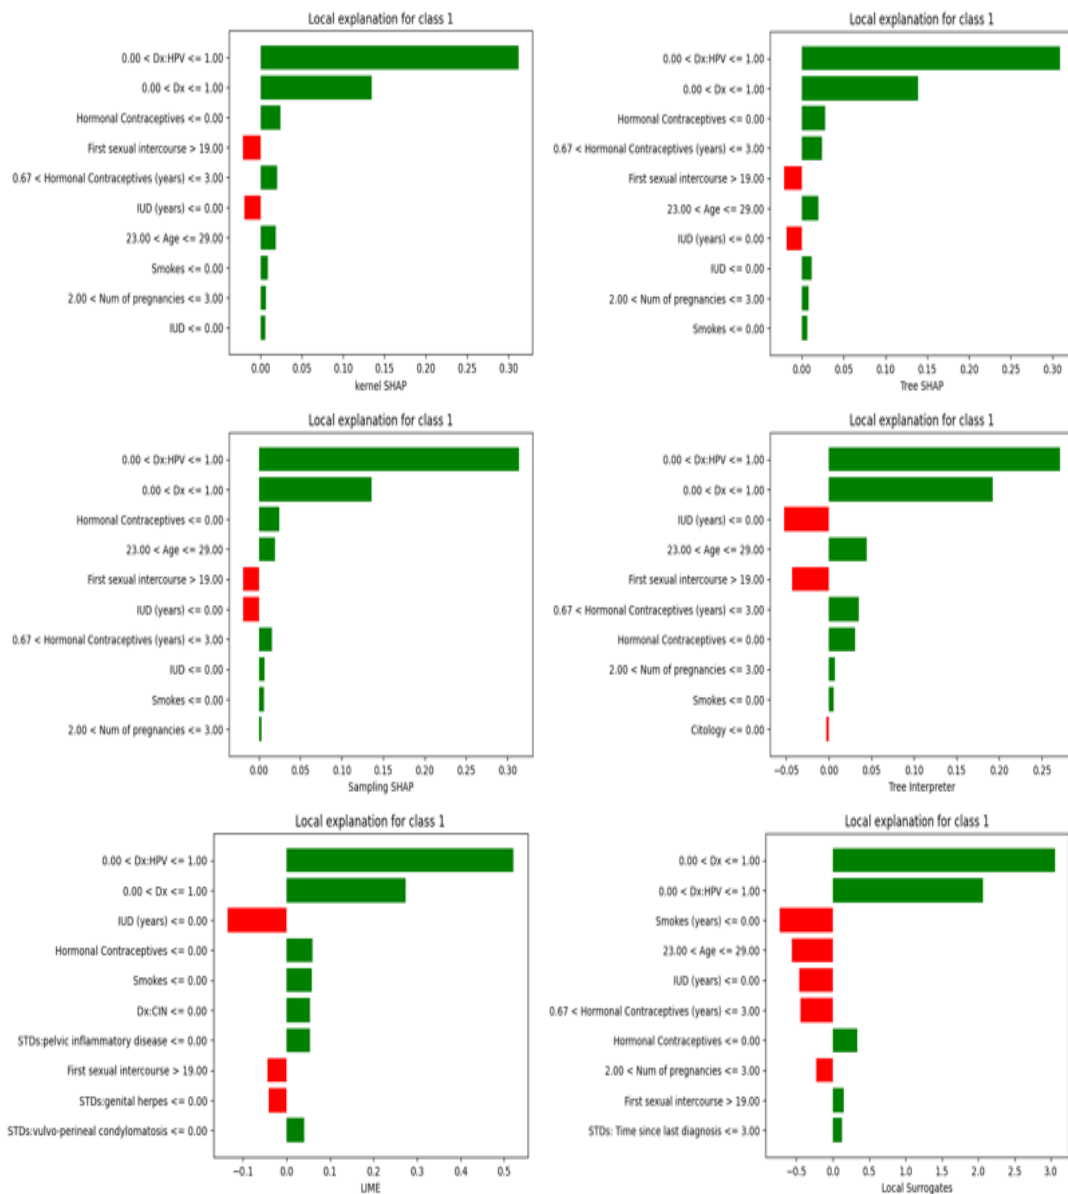 Local explanation for class 1
0.00 < Dx:HPV <= 1.00
0.00 < Dx <= 1.00
Hormonal Contraceptives <= 0.00
First sexual intercourse > 19.00
0.67 < Hormonal Contraceptives (years) <= 3.00
IUD (years) <= 0.00
23.00 < Age <= 29.00
Smokes <= 0.00
2.00 < Num of pregnancies <= 3.00
IUD <= 0.00
0.00 0.05 0.10 0.15 0.20 0.25 0.30
kernel SHAP
Local explanation for class 1
0.00 < Dx:HPV <= 1.00
0.00 < Dx <= 1.00
Hormonal Contraceptives <= 0.00
0.67 < Hormonal Contraceptives (years) <= 3.00
First sexual intercourse > 19.00
23.00 < Age <= 29.00
IUD (years) <= 0.00
IUD <= 0.00
2.00 < Num of pregnancies <= 3.00
Smokes <= 0.00
0.00 0.05 0.10 0.15 0.20 0.25 0.30
Tree SHAP
Local explanation for class 1
0.00 < Dx:HPV <= 1.00
0.00 < Dx <= 1.00
Hormonal Contraceptives <= 0.00
23.00 < Age <= 29.00
First sexual intercourse > 19.00
IUD (years) <= 0.00
0.67 < Hormonal Contraceptives (years) <= 3.00
IUD <= 0.00
Smokes <= 0.00
2.00 < Num of pregnancies <= 3.00
0.00 0.05 0.10 0.15 0.20 0.25 0.30
Sampling SHAP
Local explanation for class 1
0.00 < Dx:HPV <= 1.00
0.00 < Dx <= 1.00
IUD (years) <= 0.00
23.00 < Age <= 29.00
First sexual intercourse > 19.00
0.67 < Hormonal Contraceptives (years) <= 3.00
Hormonal Contraceptives <= 0.00
2.00 < Num of pregnancies <= 3.00
Smokes <= 0.00
Citology <= 0.00
−0.05 0.00 0.05 0.10 0.15 0.20 0.25
Tree Interpreter
Local explanation for class 1
0.00 < Dx:HPV <= 1.00
0.00 < Dx <= 1.00
IUD (years) <= 0.00
Hormonal Contraceptives <= 0.00
Smokes <= 0.00
Dx:CIN <= 0.00
STDs:pelvic inflammatory disease <= 0.00
First sexual intercourse > 19.00
STDs:genital herpes <= 0.00
STDs:vulvo-perineal condylomatosis <= 0.00
−0.1 0.0 0.1 0.2 0.3 0.4 0.5
LIME
Local explanation for class 1
0.00 < Dx <= 1.00
0.00 < Dx:HPV <= 1.00
Smokes (years) <= 0.00
23.00 < Age <= 29.00
IUD (years) <= 0.00
0.67 < Hormonal Contraceptives (years) <= 3.00
Hormonal Contraceptives <= 0.00
2.00 < Num of pregnancies <= 3.00
First sexual intercourse > 19.00
STDs: Time since last diagnosis <= 3.00
−0.5 0.0 0.5 1.0 1.5 2.0 2.5 3.0
Local Surrogates